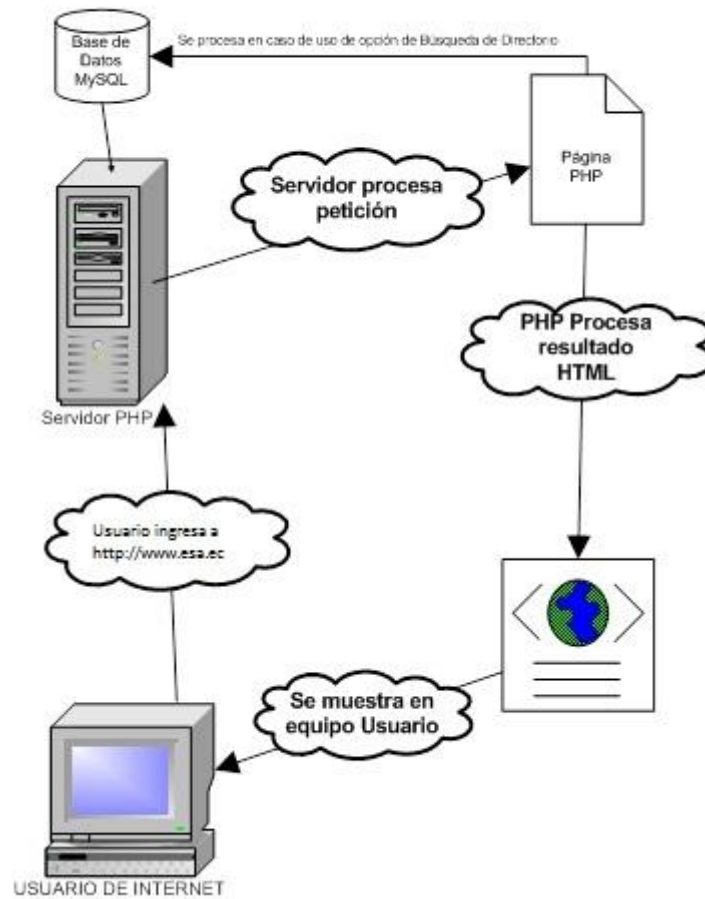 Base de
Datos
MySQL
Se procesa en caso de uso de opción de Búsqueda de Directorio
Página
PHP
Servidor procesa
petición
PHP Procesa
resultado
HTML
Servidor PHP
Usuario ingresa a
http://www.esa.ec
Se muestra en
equipo Usuario
USUARIO DE INTERNET